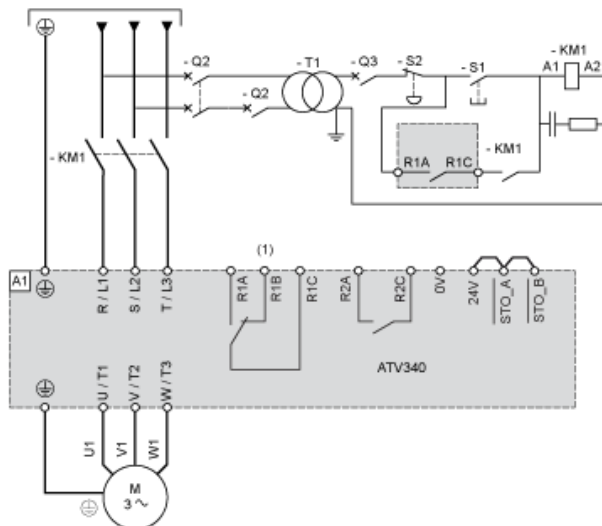 - Q2
- T1
- Q3
- S2
- S1
- KM1
A1
A2
- Q2
- KM1
R1A
R1C
- KM1
(1)
A1
R / L1
S / L2
T / L3
R1A
R1B
R1C
R2A
R2C
0V
24V
STO_A
STO_B
ATV340
U / T1
V / T2
W / T3
U1
V1
W1
M
3 ~